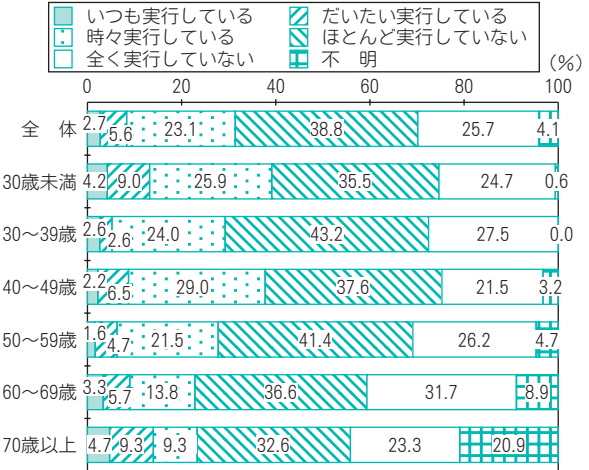 いつも実行している　だいたい実行している
時々実行している　ほとんど実行していない
全く実行していない　不　明
(%)
0 20 40 60 80 100
全　体 2.7 5.6 23.1 38.8 25.7 4.1
30歳未満 4.2 9.0 25.9 35.5 24.7 0.6
30～39歳 2.6 2.6 24.0 43.2 27.5 0.0
40～49歳 2.2 6.5 29.0 37.6 21.5 3.2
50～59歳 1.6 4.7 21.5 41.4 26.2 4.7
60～69歳 3.3 5.7 13.8 36.6 31.7 8.9
70歳以上 4.7 9.3 9.3 32.6 23.3 20.9